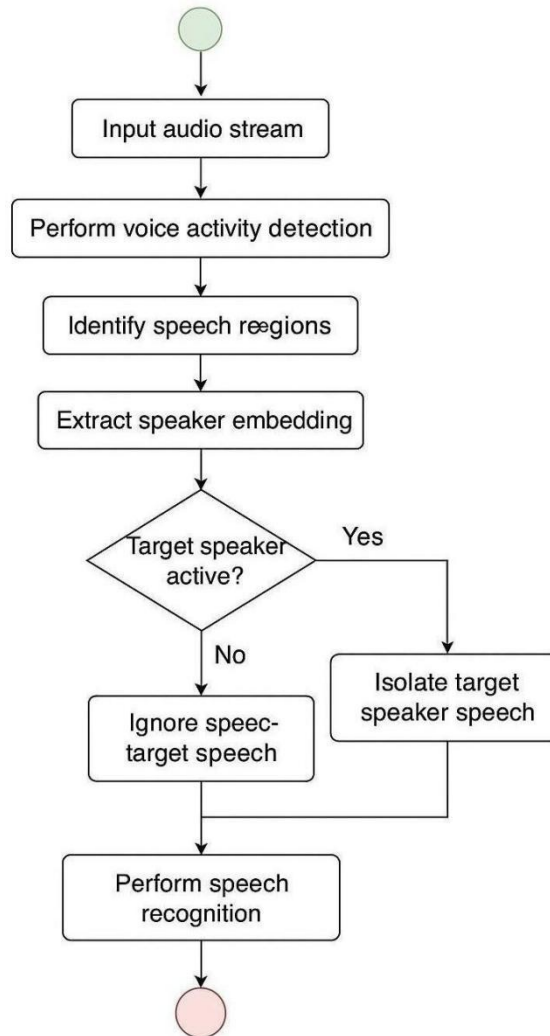 Input audio stream
Perform voice activity detection
Identify speech rœgions
Extract speaker embedding
Target speaker
active?
Yes
No
Isolate target
speaker speech
Ignore speec-
target speech
Perform speech
recognition